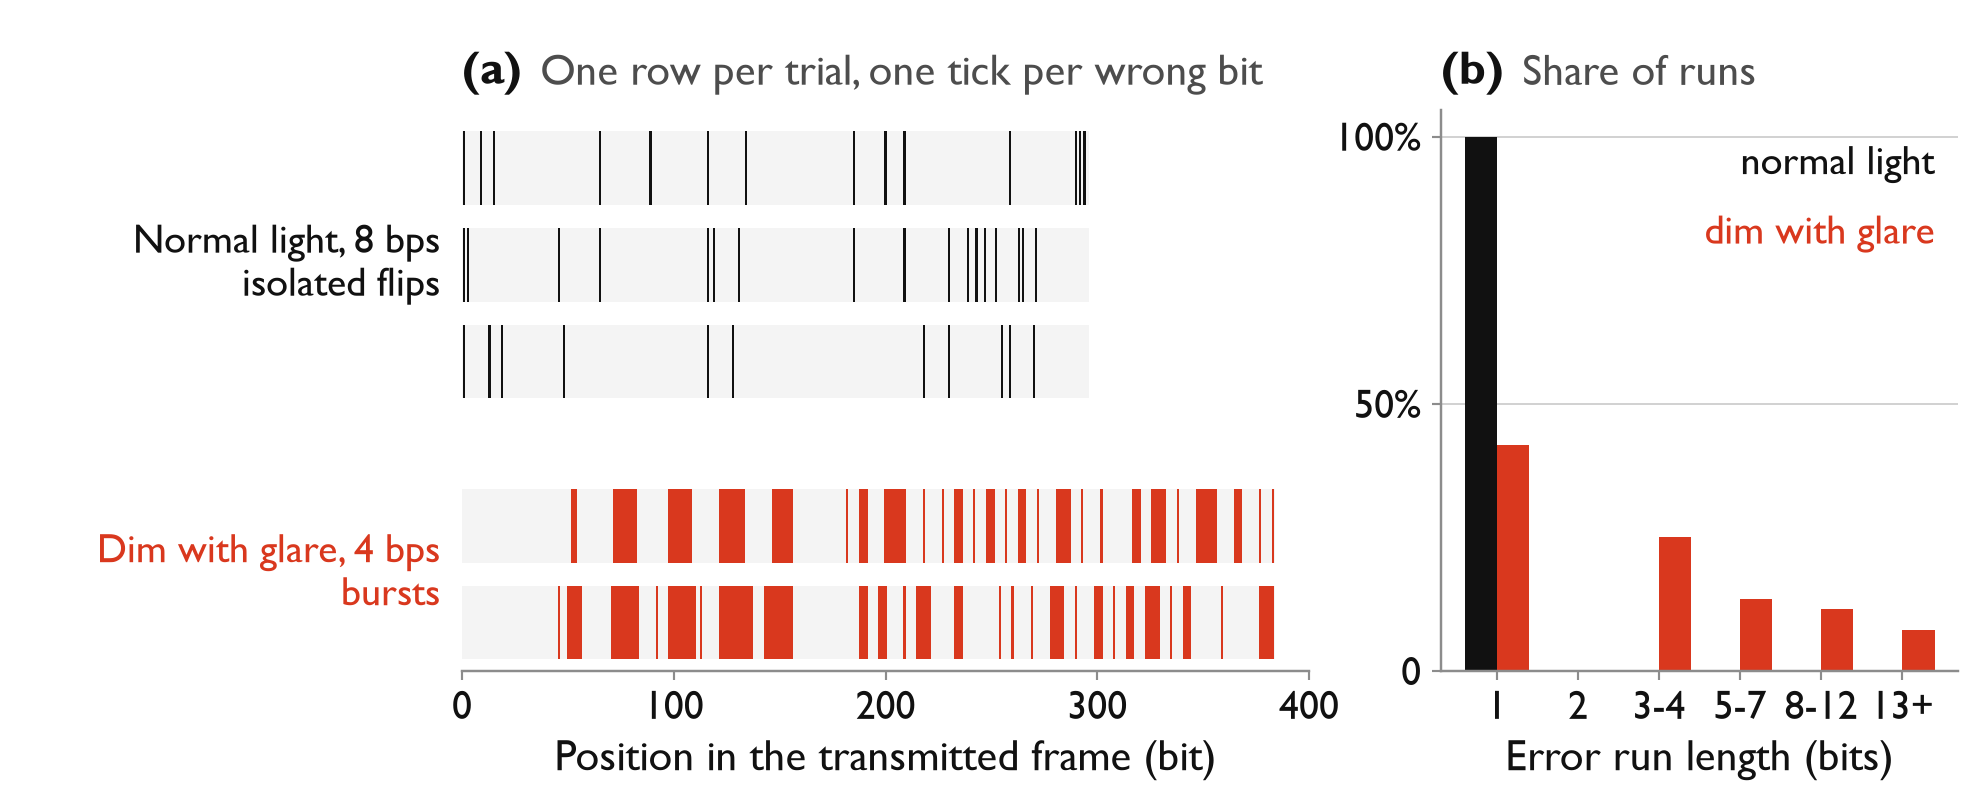 (a) One row per trial, one tick per wrong bit
Normal light, 8 bps
isolated flips
Dim with glare, 4 bps
bursts
0 100 200 300 400
Position in the transmitted frame (bit)
(b) Share of runs
100%
normal light
dim with glare
50%
0
1 2 3-4 5-7 8-12 13+
Error run length (bits)